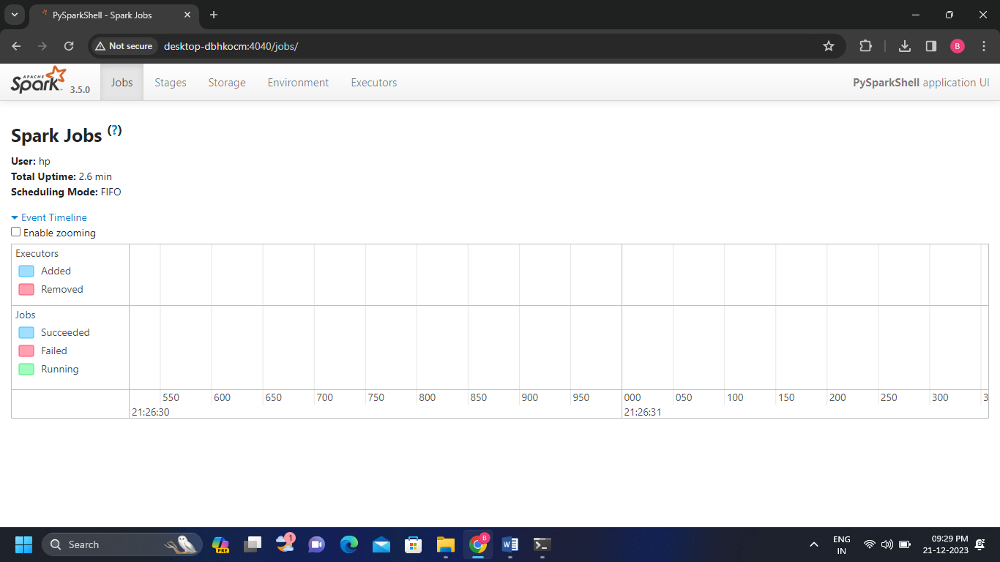 PySparkShell - Spark Jobs
Not secure
desktop-dbhkocm:4040/jobs/
B
APACHE
Spark 3.5.0
Jobs
Stages
Storage
Environment
Executors
PySparkShell application UI
Spark Jobs (?)
User: hp
Total Uptime: 2.6 min
Scheduling Mode: FIFO
Event Timeline
Enable zooming
Executors
Added
Removed
Jobs
Succeeded
Failed
Running
550 600 650 700 750 800 850 900 950 000 050 100 150 200 250 300 3
21:26:30 21:26:31
Search
PRE
1
B
W
ENG
IN
09:29 PM
21-12-2023